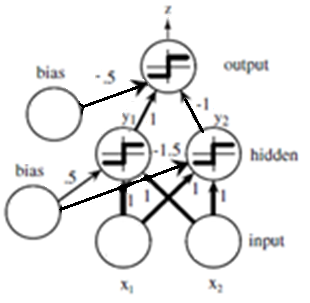 z
output
bias
-.5
y1
1
-1
y2
-1.5
hidden
bias
.5
1
1
1
1
input
x1
x2